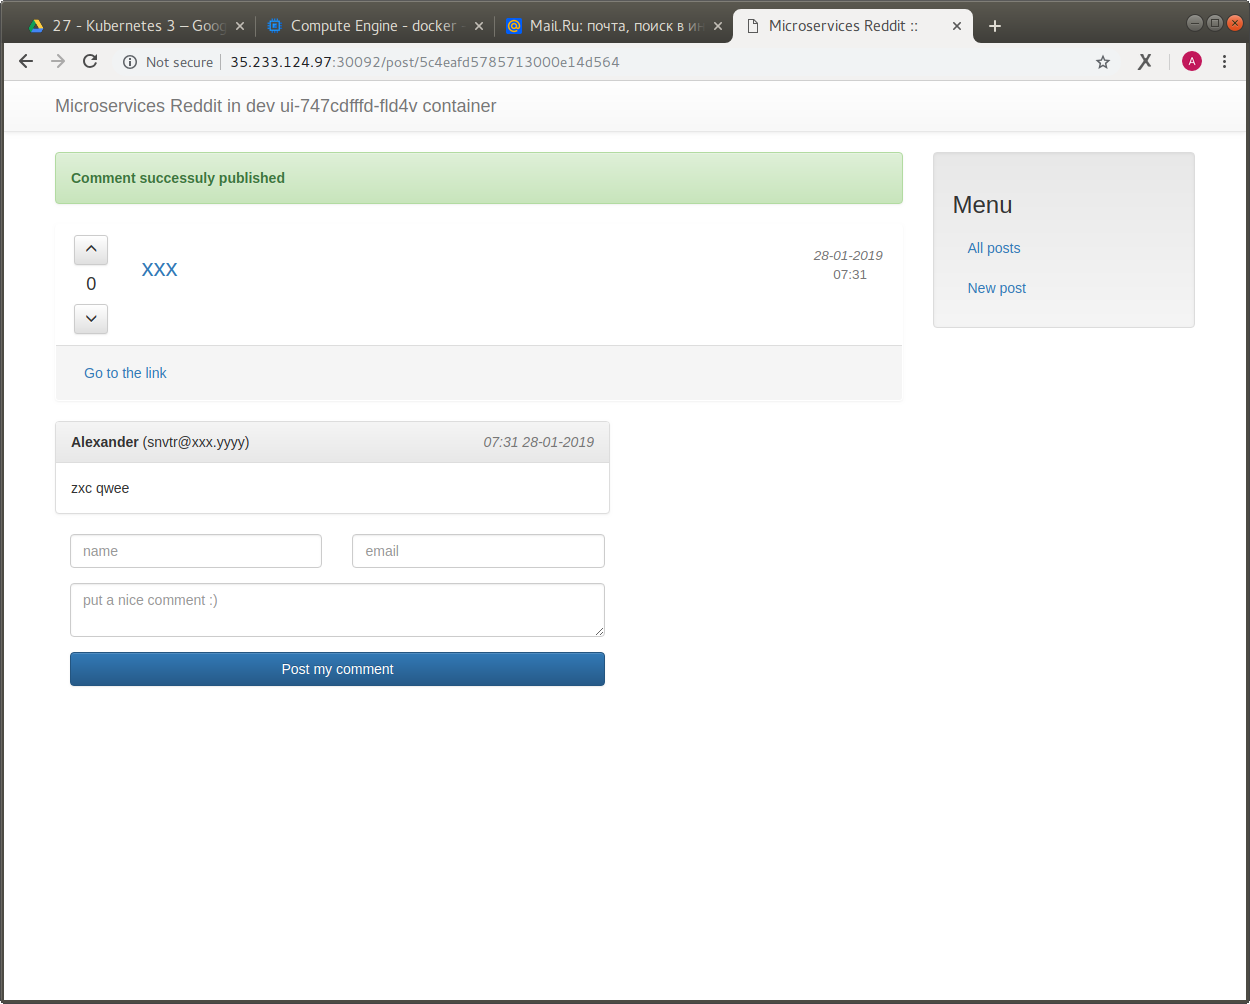 27 - Kubernetes 3 – Goog
Compute Engine - docker -
Mail.Ru: почта, поиск в ин
Microservices Reddit ::
Not secure
35.233.124.97:30092/post/5c4eafd5785713000e14d564
A
Microservices Reddit in dev ui-747cdfffd-fld4v container
Comment successuly published
Menu
All posts
New post
xxx
28-01-2019
07:31
0
Go to the link
Alexander (snvtr@xxx.yyyy)
07:31 28-01-2019
zxc qwee
name
email
put a nice comment :)
Post my comment